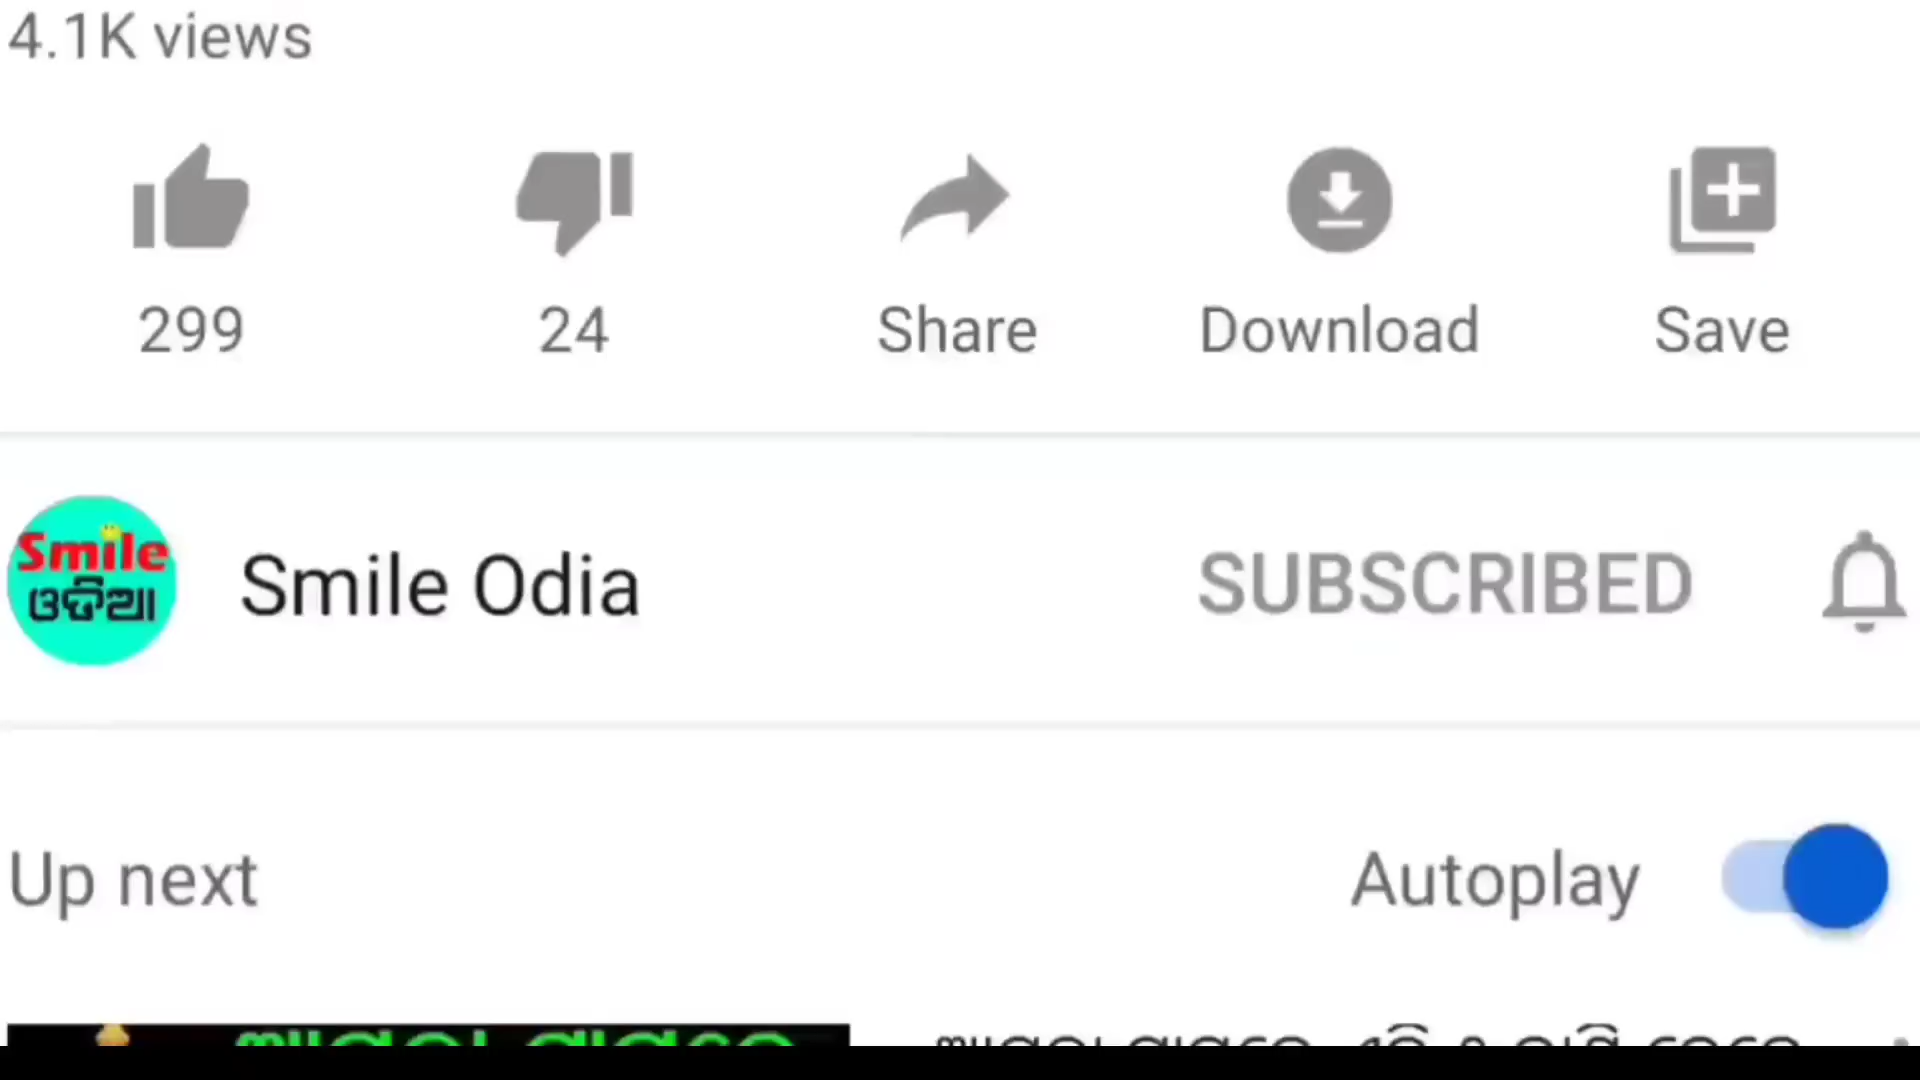 4.1K views
299
24
Share
Download
Save
Smile
ଓଡିଆ
Smile Odia
SUBSCRIBED
Up next
Autoplay